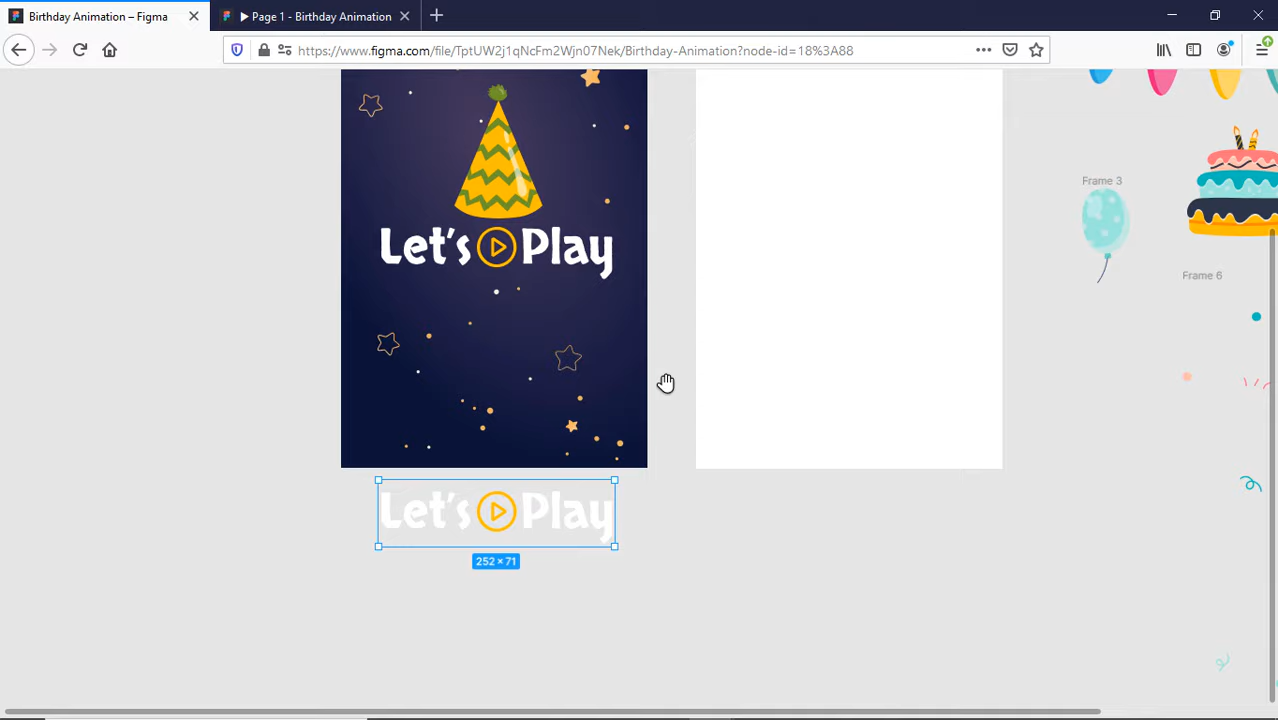 Birthday Animation – Figma
Page 1 - Birthday Animation
https://www.figma.com/file/TptUW2j1qNcFm2Wjn07Nek/Birthday-Animation?node-id=18%3A88
Let's Play
Frame 3
Frame 6
Let's Play
252 × 71